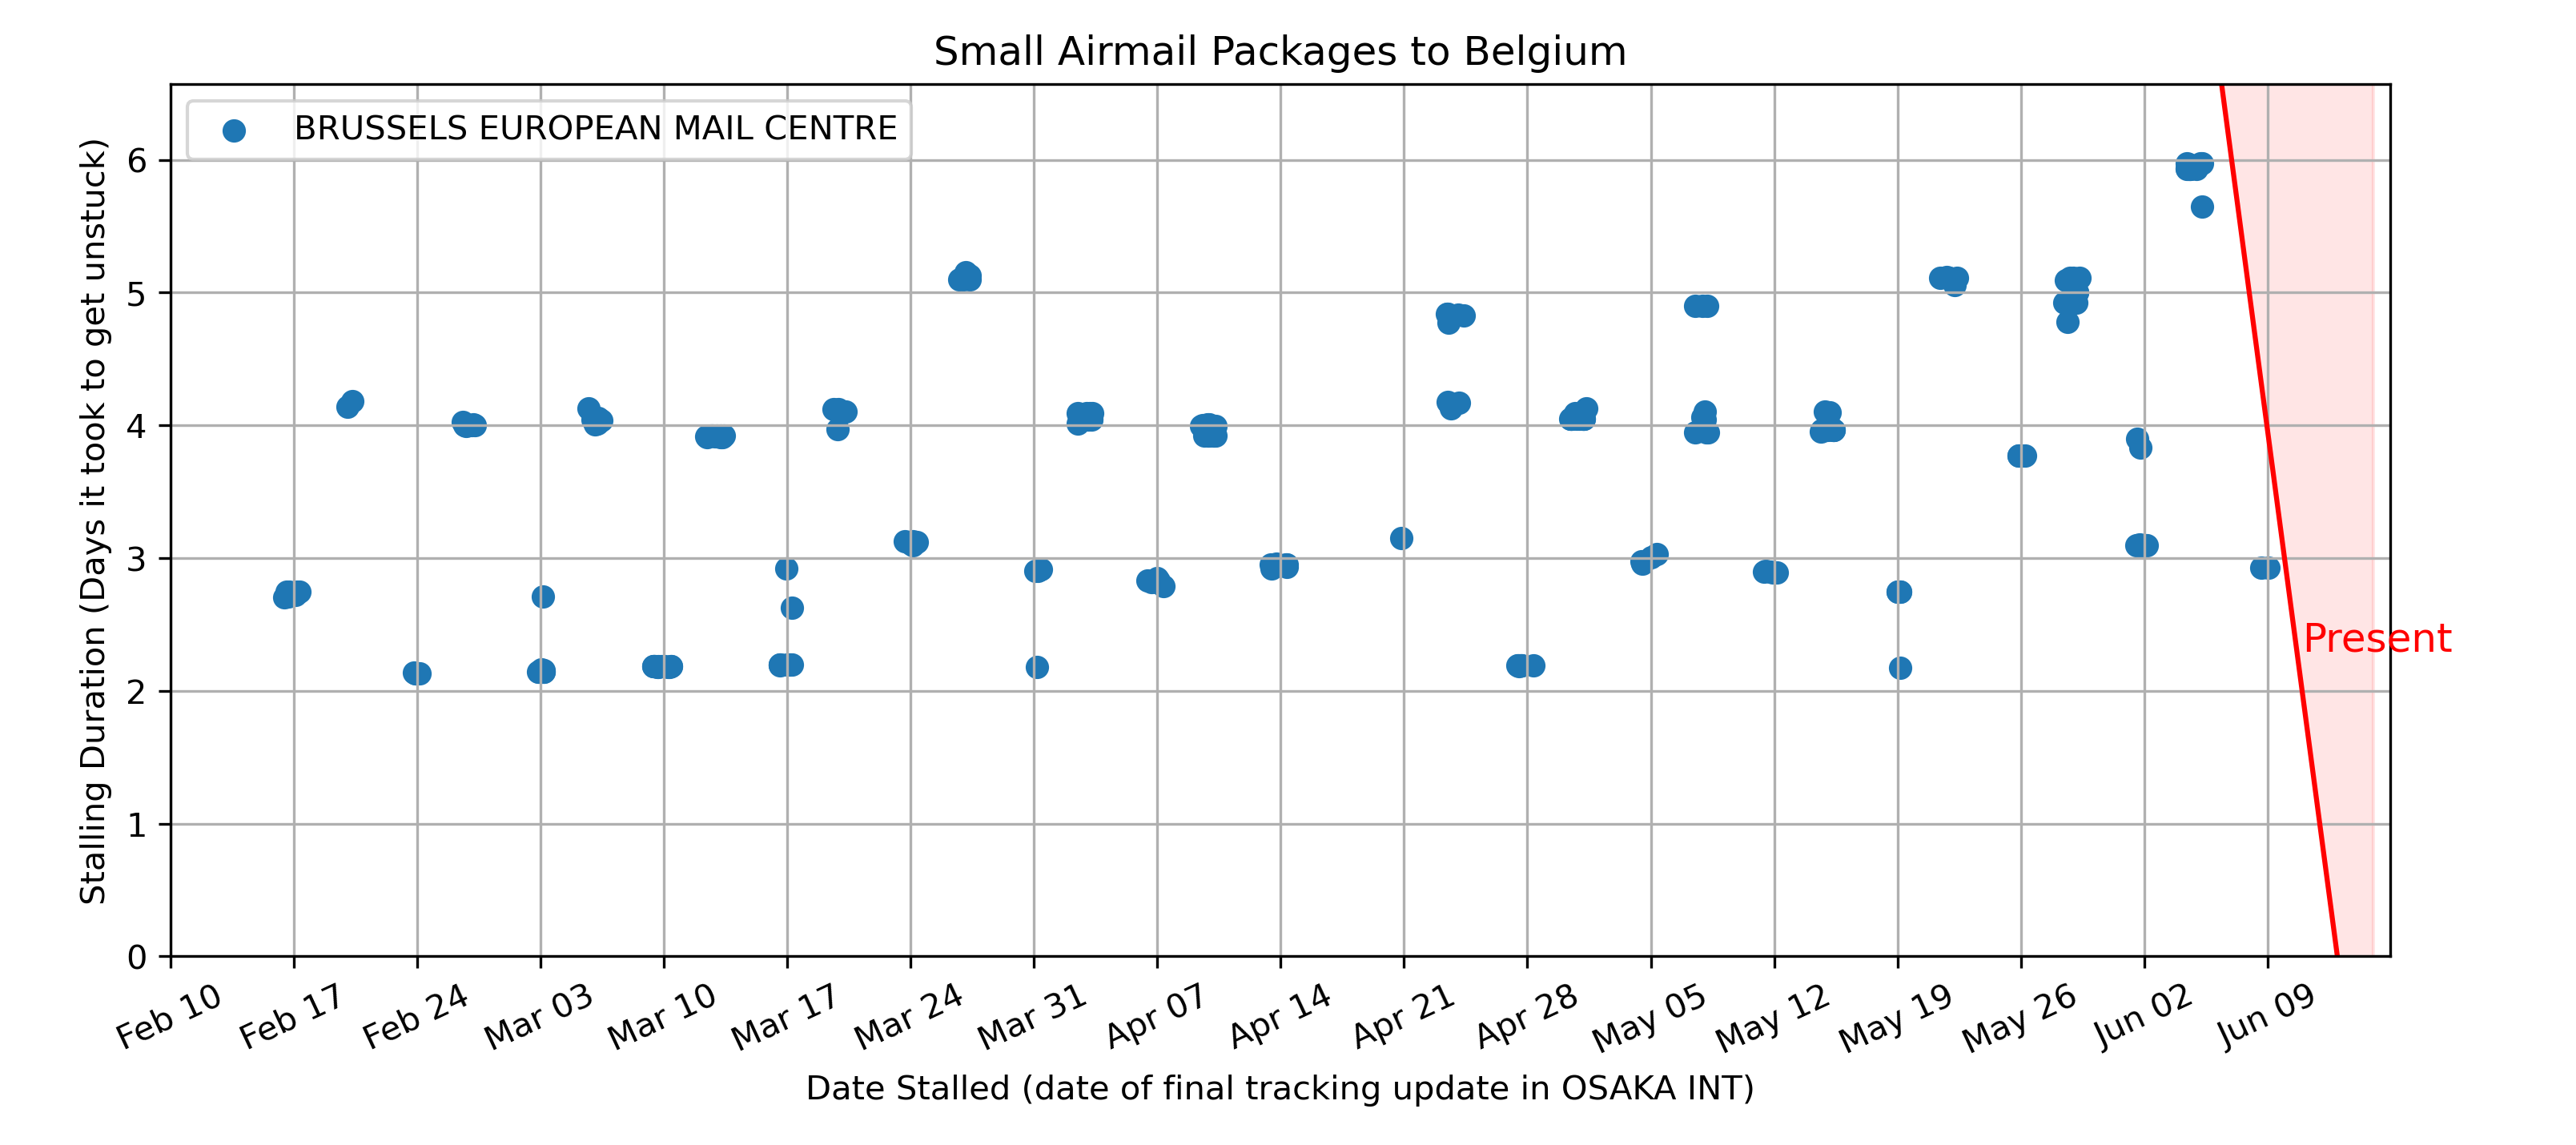 Small Airmail Packages to Belgium
BRUSSELS EUROPEAN MAIL CENTRE
Stalling Duration (Days it took to get unstuck)
6
5
4
3
2
1
0
Present
Feb 10
Feb 17
Feb 24
Mar 03
Mar 10
Mar 17
Mar 24
Mar 31
Apr 07
Apr 14
Apr 21
Apr 28
May 05
May 12
May 19
May 26
Jun 02
Jun 09
Date Stalled (date of final tracking update in OSAKA INT)